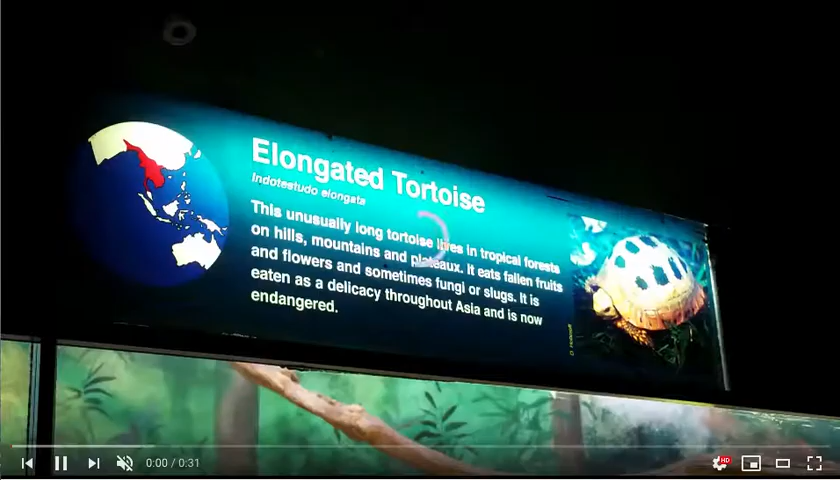 Elongated Tortoise
Indotestudo elongata
This unusually long tortoise lives in tropical forests
on hills, mountains and plateaux. It eats fallen fruits
and flowers and sometimes fungi or slugs. It is
eaten as a delicacy throughout Asia and is now
endangered.
0:00 / 0:31
HD